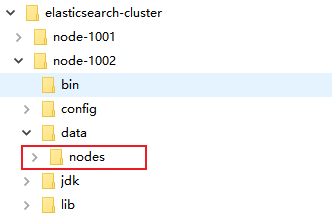 elasticsearch-cluster
node-1001
node-1002
bin
config
data
nodes
jdk
lib